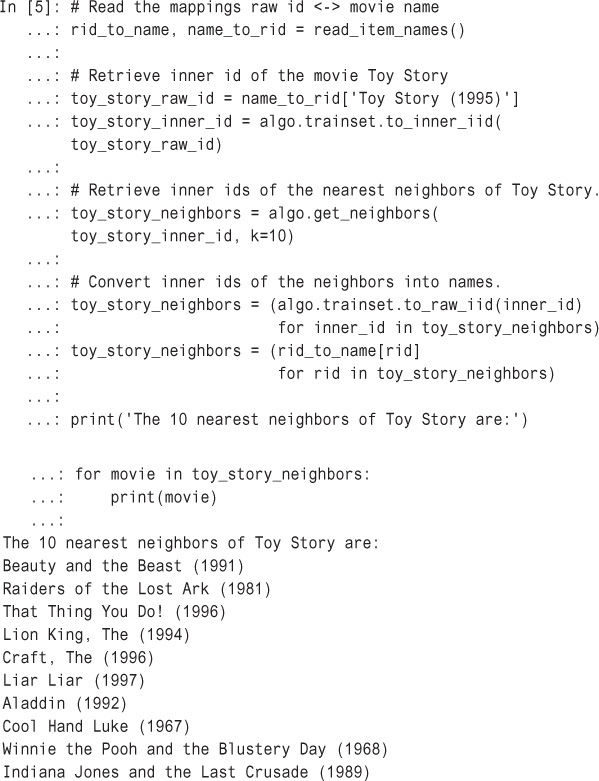 In [5]: # Read the mappings raw id <-> movie name
...: rid_to_name, name_to_rid = read_item_names()
...:
...: # Retrieve inner id of the movie Toy Story
...: toy_story_raw_id = name_to_rid['Toy Story (1995)']
...: toy_story_inner_id = algo.trainset.to_inner_iid(
toy_story_raw_id)
...:
...: # Retrieve inner ids of the nearest neighbors of Toy Story.
...: toy_story_neighbors = algo.get_neighbors(
toy_story_inner_id, k=10)
...:
...: # Convert inner ids of the neighbors into names.
...: toy_story_neighbors = (algo.trainset.to_raw_iid(inner_id)
...: for inner_id in toy_story_neighbors)
...: toy_story_neighbors = (rid_to_name[rid]
...: for rid in toy_story_neighbors)
...:
...: print('The 10 nearest neighbors of Toy Story are:')
...: for movie in toy_story_neighbors:
...: print(movie)
...:
The 10 nearest neighbors of Toy Story are:
Beauty and the Beast (1991)
Raiders of the Lost Ark (1981)
That Thing You Do! (1996)
Lion King, The (1994)
Craft, The (1996)
Liar Liar (1997)
Aladdin (1992)
Cool Hand Luke (1967)
Winnie the Pooh and the Blustery Day (1968)
Indiana Jones and the Last Crusade (1989)